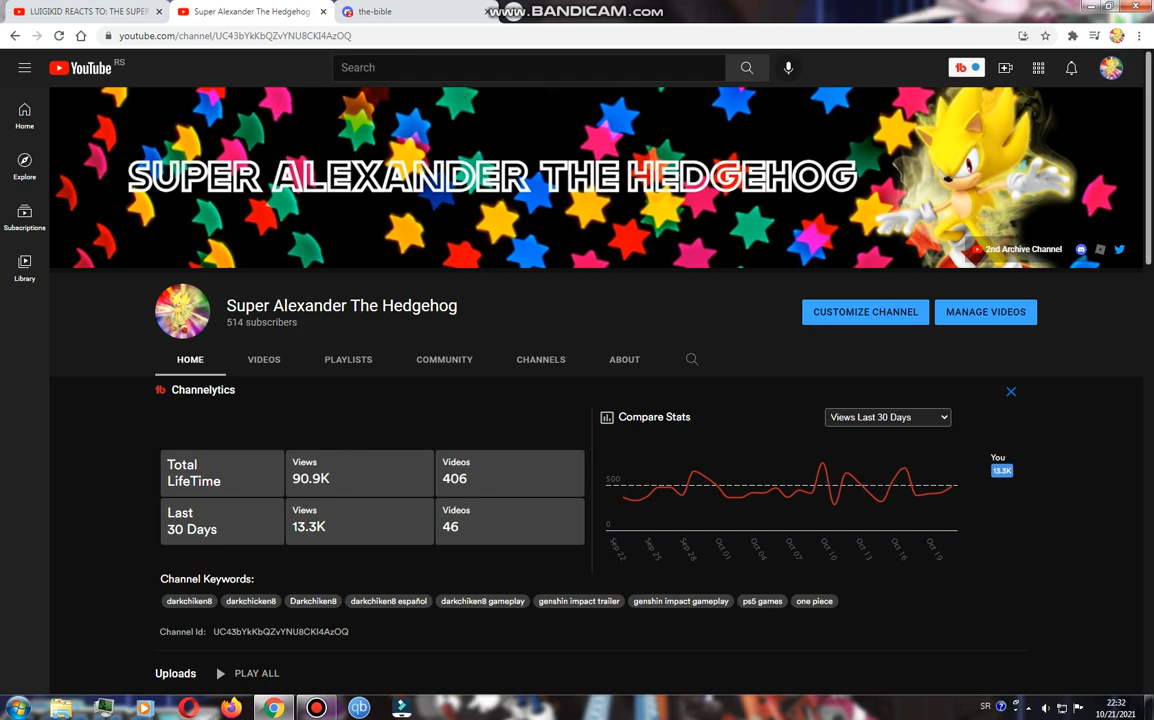 LUIGIKID REACTS TO: THE SUPER
Super Alexander The Hedgehog
the-bible
www.BANDICAM.com
youtube.com/channel/UC43bYkKbQZvYNU8CKI4AzOQ
YouTube RS
Search
Home
Explore
Subscriptions
Library
SUPER ALEXANDER THE HEDGEHOG
2nd Archive Channel
Super Alexander The Hedgehog
514 subscribers
CUSTOMIZE CHANNEL
MANAGE VIDEOS
HOME VIDEOS PLAYLISTS COMMUNITY CHANNELS ABOUT
tb Channelytics
Compare Stats
Views Last 30 Days
Total LifeTime
Views
90.9K
Videos
406
Last 30 Days
Views
13.3K
Videos
46
500
0
Sep 22 Sep 25 Sep 28 Oct 01 Oct 04 Oct 07 Oct 10 Oct 13 Oct 16 Oct 19
You
13.3K
Channel Keywords:
darkchiken8 darkchicken8 Darkchiken8 darkchiken8 español darkchiken8 gameplay genshin impact trailer genshin impact gameplay ps5 games one piece
Channel Id: UC43bYkKbQZvYNU8CKI4AzOQ
Uploads PLAY ALL
SR
22:32
10/21/2021